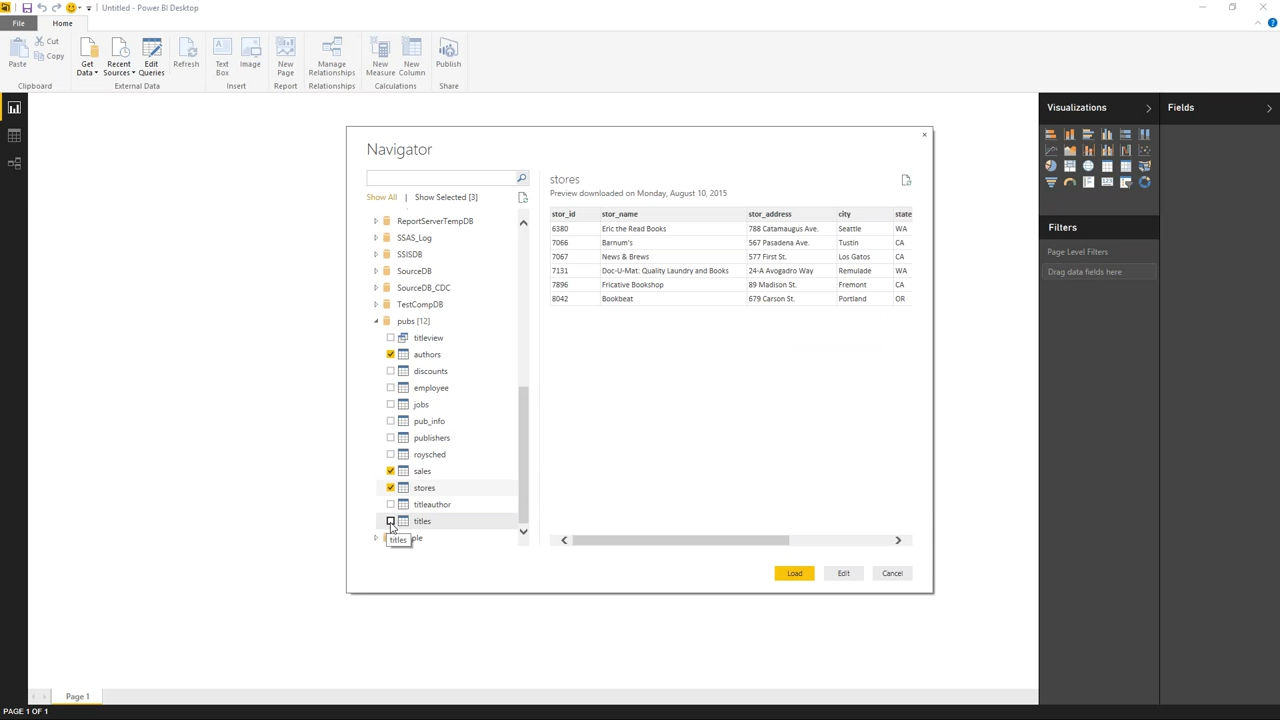 Untitled - Power BI Desktop
File
Home
Paste
Cut
Copy
Get Data
Recent Sources
Edit Queries
Refresh
Text Box
Image
New Page
Manage Relationships
New Measure
New Column
Publish
Clipboard
External Data
Insert
Report
Relationships
Calculations
Share
Navigator
Show All | Show Selected [3]
ReportServerTempDB
SSAS_Log
SSISDB
SourceDB
SourceDB_CDC
TestCompDB
pubs [12]
titleview
authors
discounts
employee
jobs
pub_info
publishers
roysched
sales
stores
titleauthor
titles
titles
stores
Preview downloaded on Monday, August 10, 2015
stor_id stor_name stor_address city state
6380 Eric the Read Books 788 Catamaugus Ave. Seattle WA
7066 Barnum's 567 Pasadena Ave. Tustin CA
7067 News & Brews 577 First St. Los Gatos CA
7131 Doc-U-Mat: Quality Laundry and Books 24-A Avogadro Way Remulade WA
7896 Fricative Bookshop 89 Madison St. Fremont CA
8042 Bookbeat 679 Carson St. Portland OR
Load
Edit
Cancel
Visualizations
Fields
Filters
Page Level Filters
Drag data fields here
Page 1
PAGE 1 OF 1